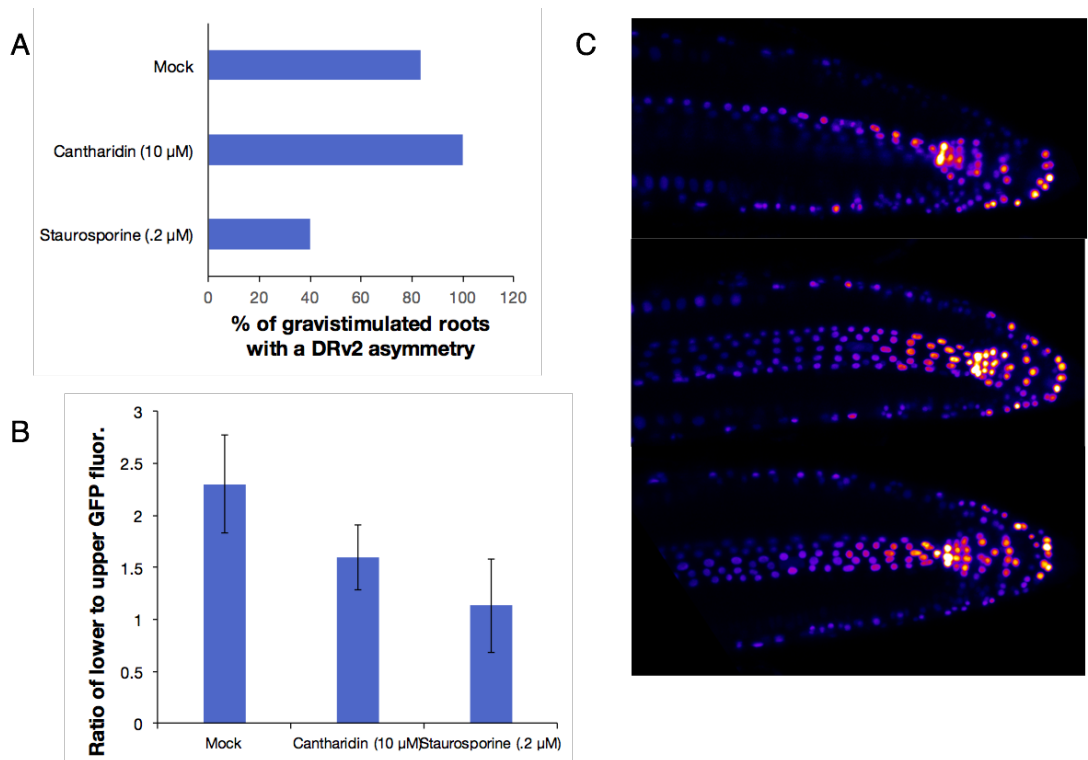 A
Mock
Cantharidin (10 µM)
Staurosporine (.2 µM)
0 20 40 60 80 100 120
% of gravistimulated roots
with a DRv2 asymmetry
B
Ratio of lower to upper GFP fluor.
3
2.5
2
1.5
1
0.5
0
Mock Cantharidin (10 µM) Staurosporine (.2 µM)
C